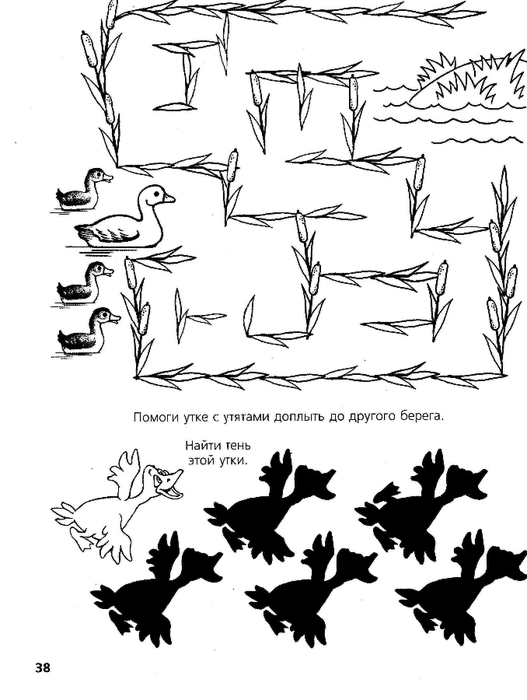 Помоги утке с утятами доплыть до другого берега.
Найти тень
этой утки.
38